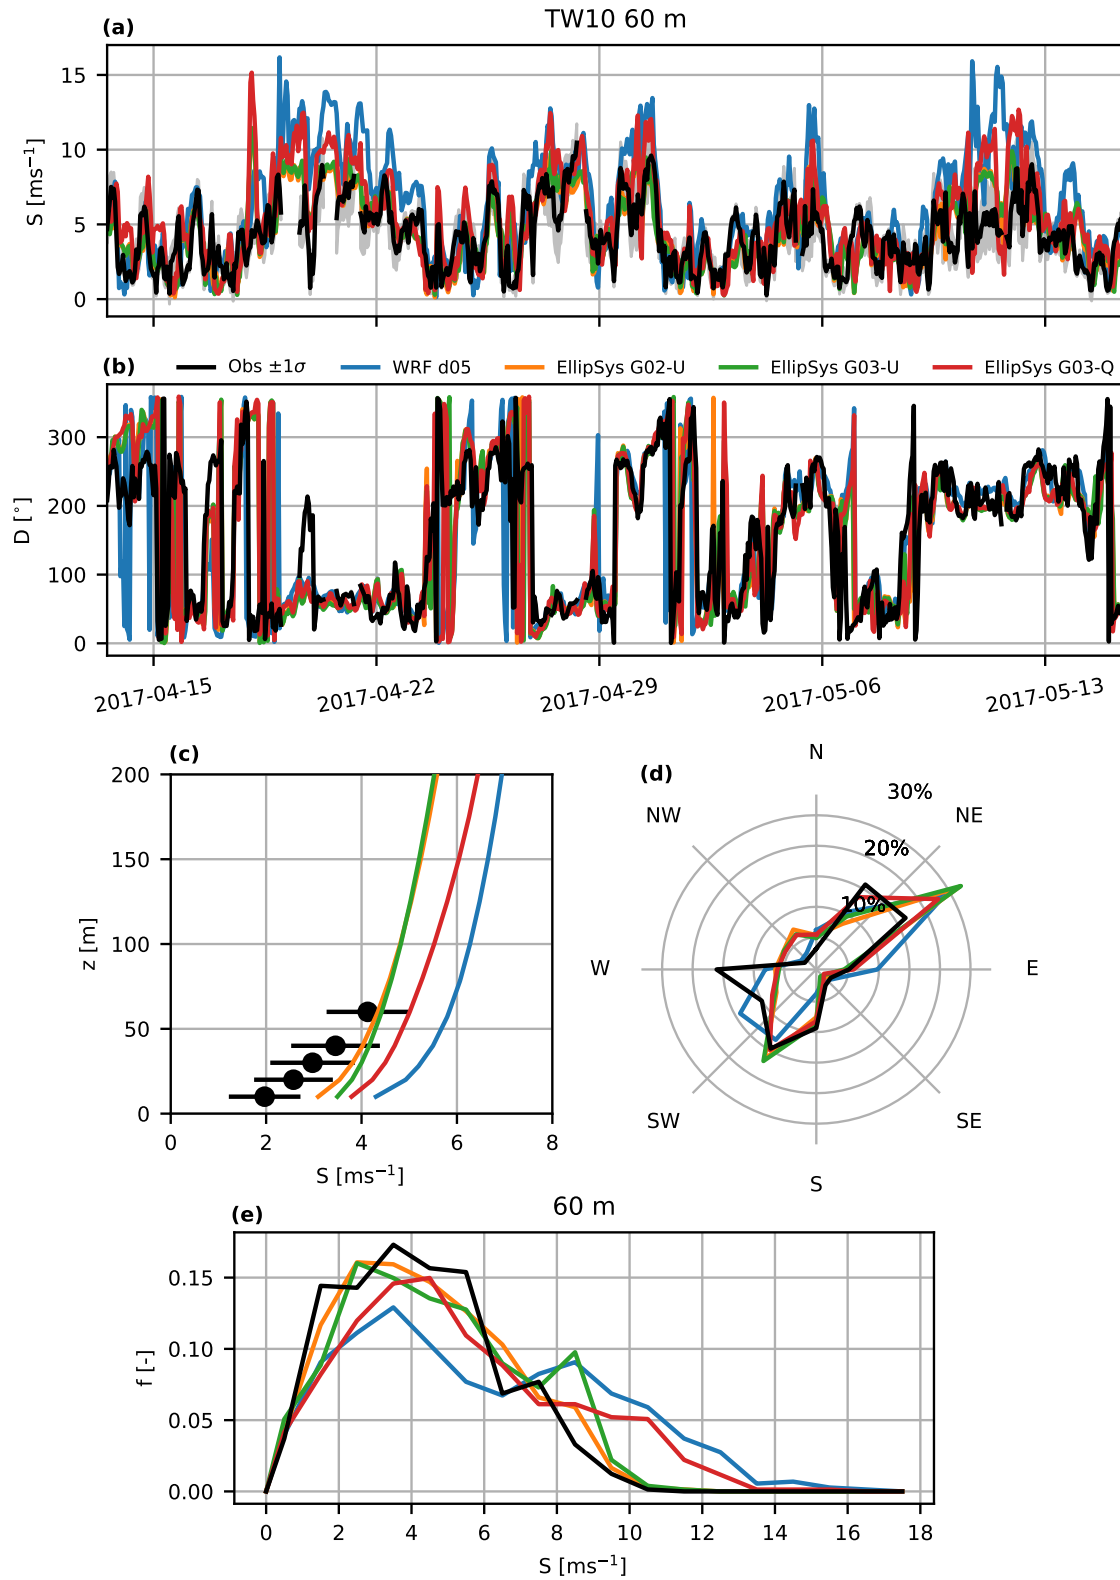 (a)
TW10 60 m
15
10
5
0
S [ms⁻¹]
(b)
Obs ±1σ
WRF d05
EllipSys G02-U
EllipSys G03-U
EllipSys G03-Q
300
200
100
0
D [°]
2017-04-15
2017-04-22
2017-04-29
2017-05-06
2017-05-13
(c)
200
150
100
50
0
z [m]
0 2 4 6 8
S [ms⁻¹]
(d)
N
NE
E
SE
S
SW
W
NW
30%
20%
10%
(e)
60 m
0.15
0.10
0.05
0.00
f [-]
0 2 4 6 8 10 12 14 16 18
S [ms⁻¹]